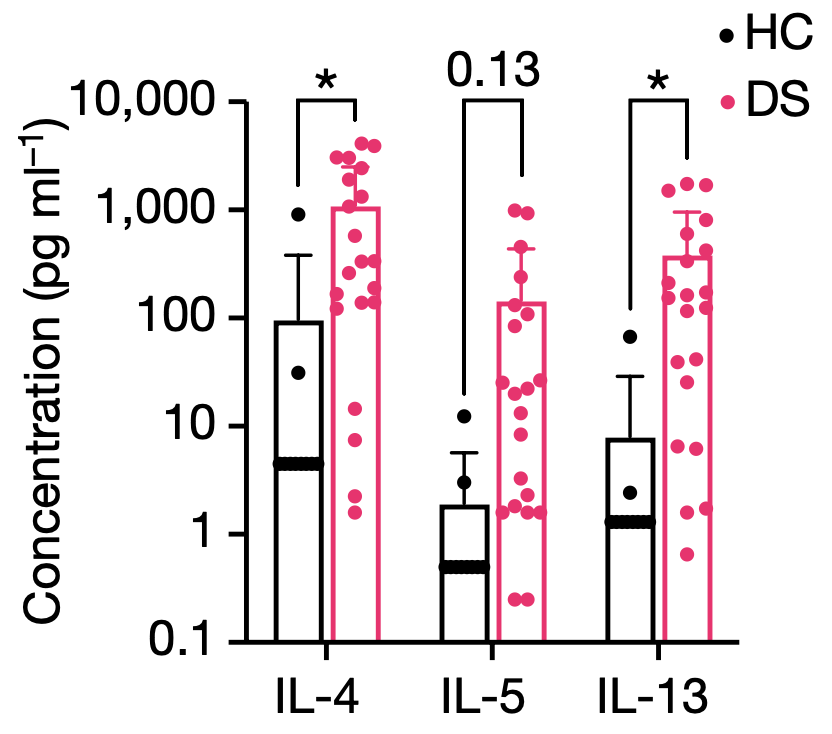 HC
DS
* 0.13 *
Concentration (pg ml⁻¹)
10,000
1,000
100
10
1
0.1
IL-4 IL-5 IL-13